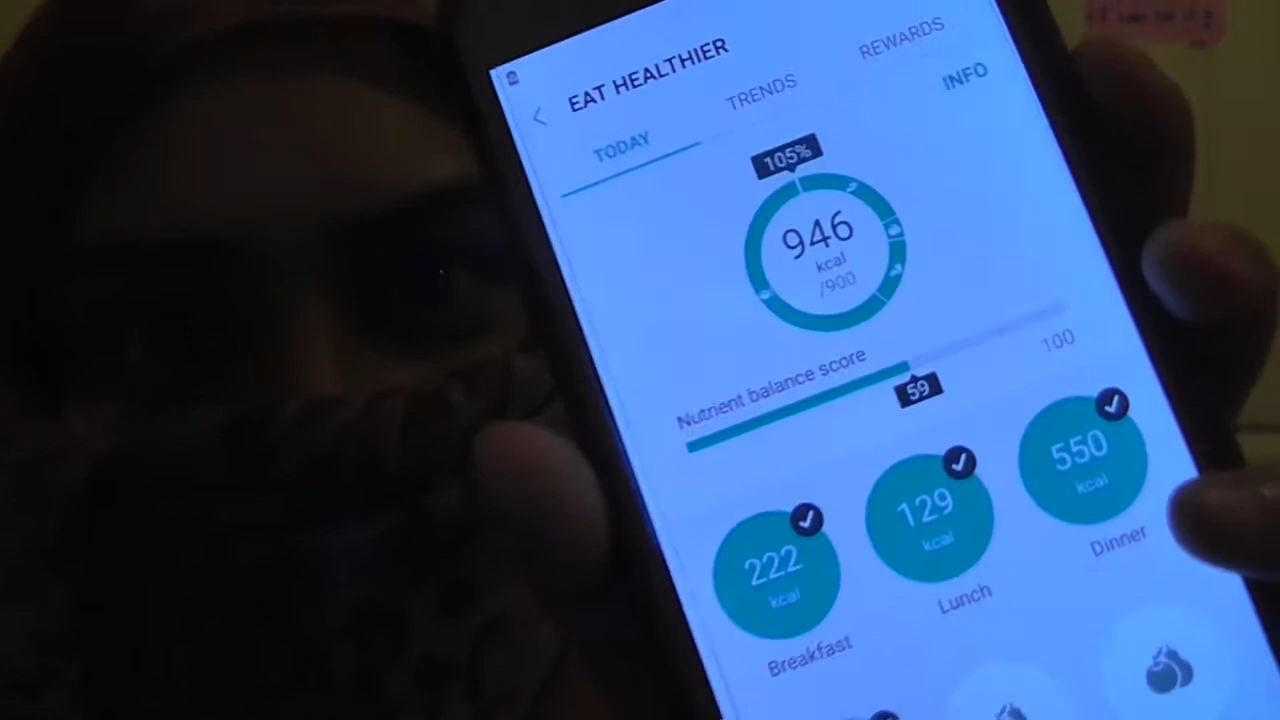 EAT HEALTHIER
TODAY
TRENDS
REWARDS
INFO
105%
946
kcal
/900
Nutrient balance score
59
100
222
kcal
Breakfast
129
kcal
Lunch
550
kcal
Dinner